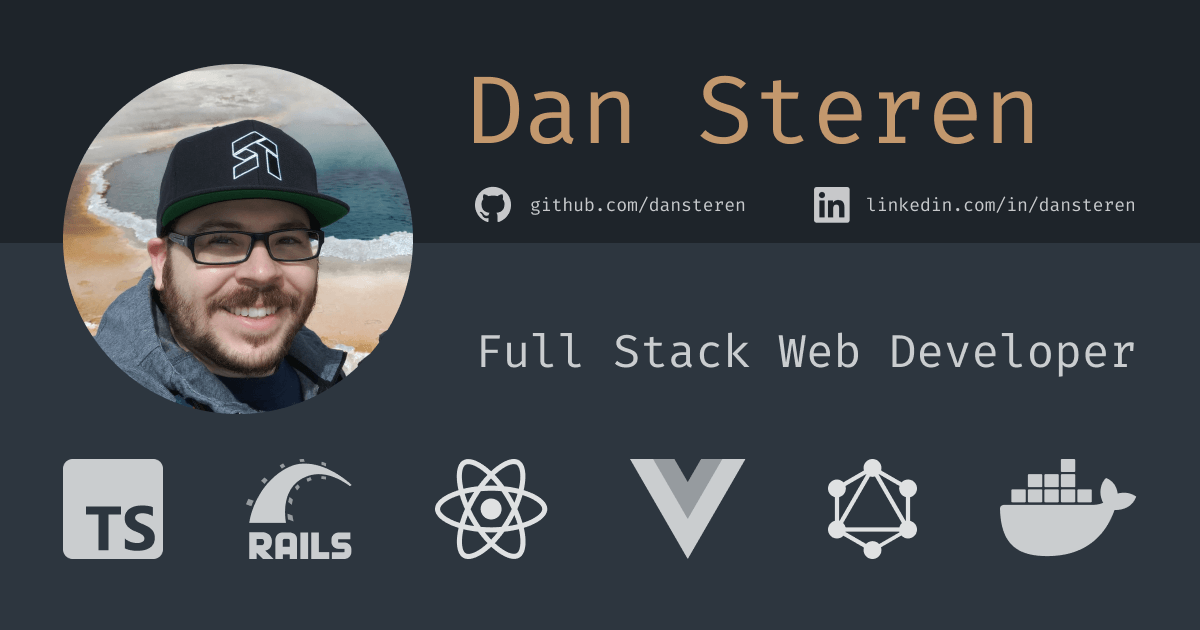 Dan Steren
github.com/dansteren
linkedin.com/in/dansteren
Full Stack Web Developer
TS
RAILS